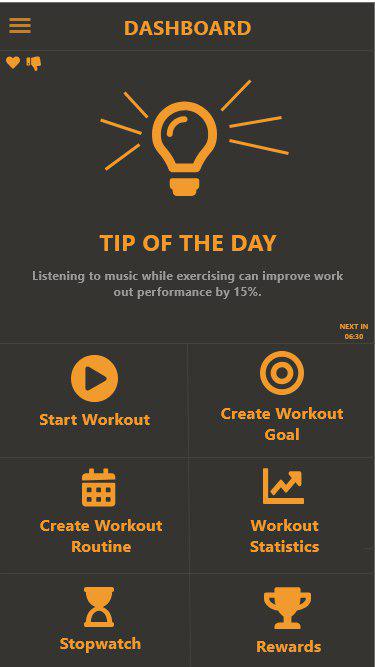 DASHBOARD
TIP OF THE DAY
Listening to music while exercising can improve work
out performance by 15%.
NEXT IN
06:30
Start Workout
Create Workout
Goal
Create Workout
Routine
Workout
Statistics
Stopwatch
Rewards